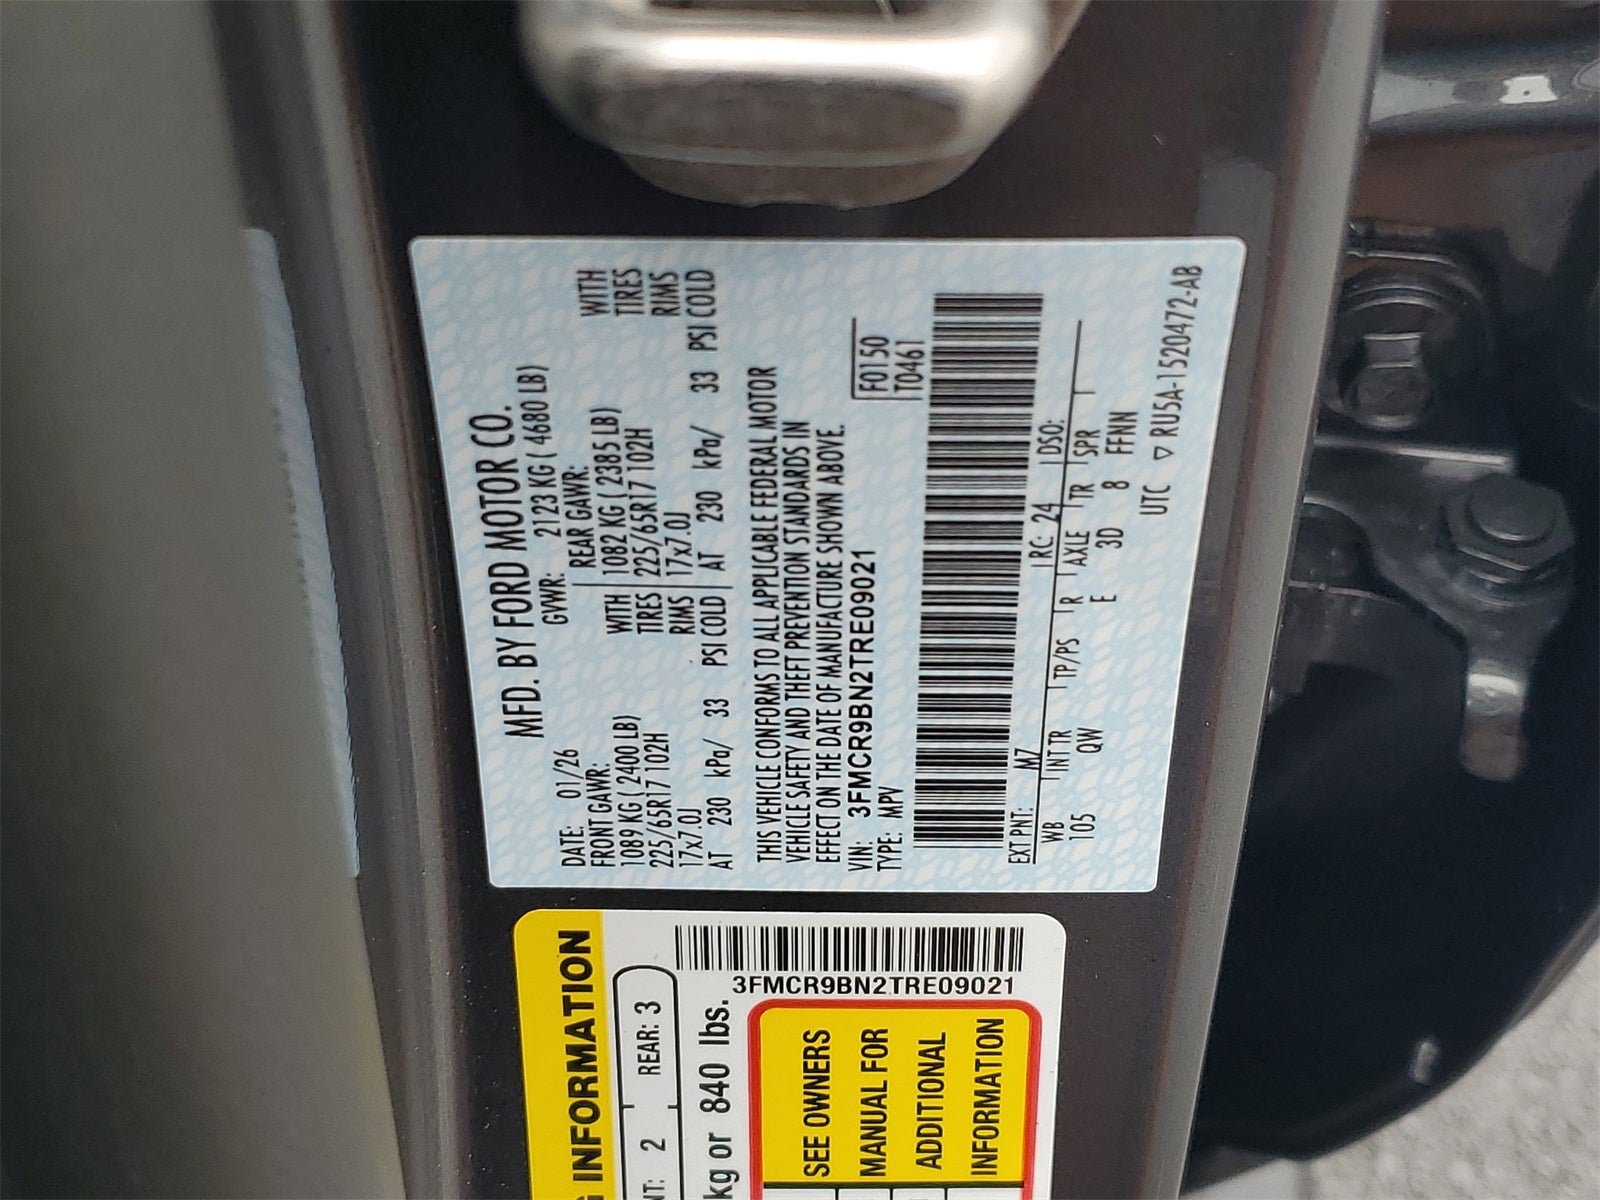 MFD. BY FORD MOTOR CO.
DATE: 01/26 GVWR: 2123 KG ( 4680 LB)
FRONT GAWR: REAR GAWR:
1089 KG ( 2400 LB) WITH 1082 KG ( 2385 LB) WITH
225/65R17 102H TIRES 225/65R17 102H TIRES
17x7.0J RIMS 17x7.0J RIMS
AT 230 kPa/ 33 PSI COLD AT 230 kPa/ 33 PSI COLD
THIS VEHICLE CONFORMS TO ALL APPLICABLE FEDERAL MOTOR
VEHICLE SAFETY AND THEFT PREVENTION STANDARDS IN
EFFECT ON THE DATE OF MANUFACTURE SHOWN ABOVE.
VIN: 3FMCR9BN2TRE09021 F0150
TYPE: MPV T0461
EXT PNT: MZ RC: 24 DSO:
WB INT TR TP/PS R AXLE TR SPR
105 QW E 3D 8 FFNN
UTC ▽ RU5A-1520472-AB
INFORMATION
NT: 2 REAR: 3
3FMCR9BN2TRE09021
kg or 840 lbs.
SEE OWNERS
MANUAL FOR
ADDITIONAL
INFORMATION